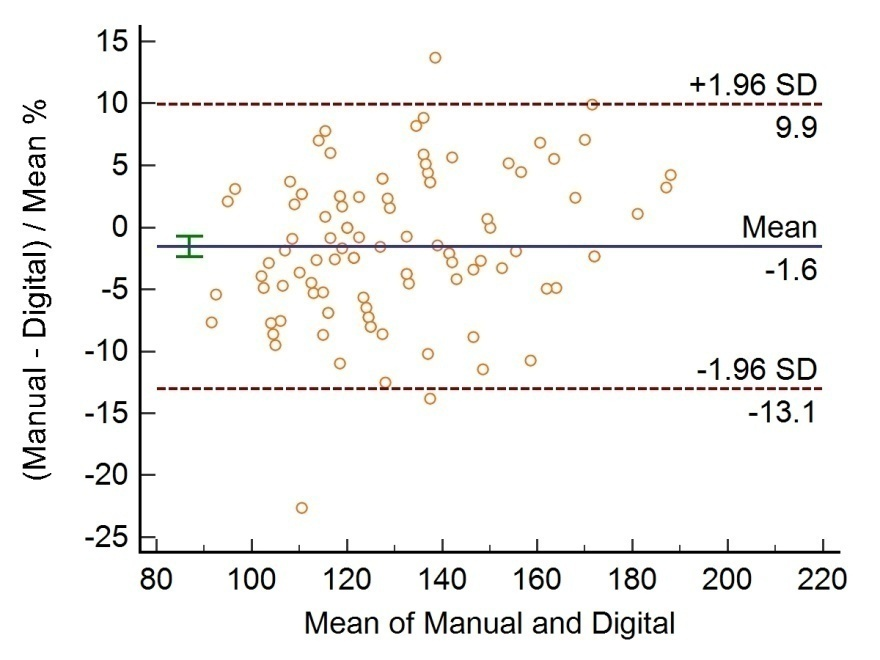 (Manual - Digital) / Mean %
15
10
5
0
-5
-10
-15
-20
-25
+1.96 SD
9.9
Mean
-1.6
-1.96 SD
-13.1
80 100 120 140 160 180 200 220
Mean of Manual and Digital